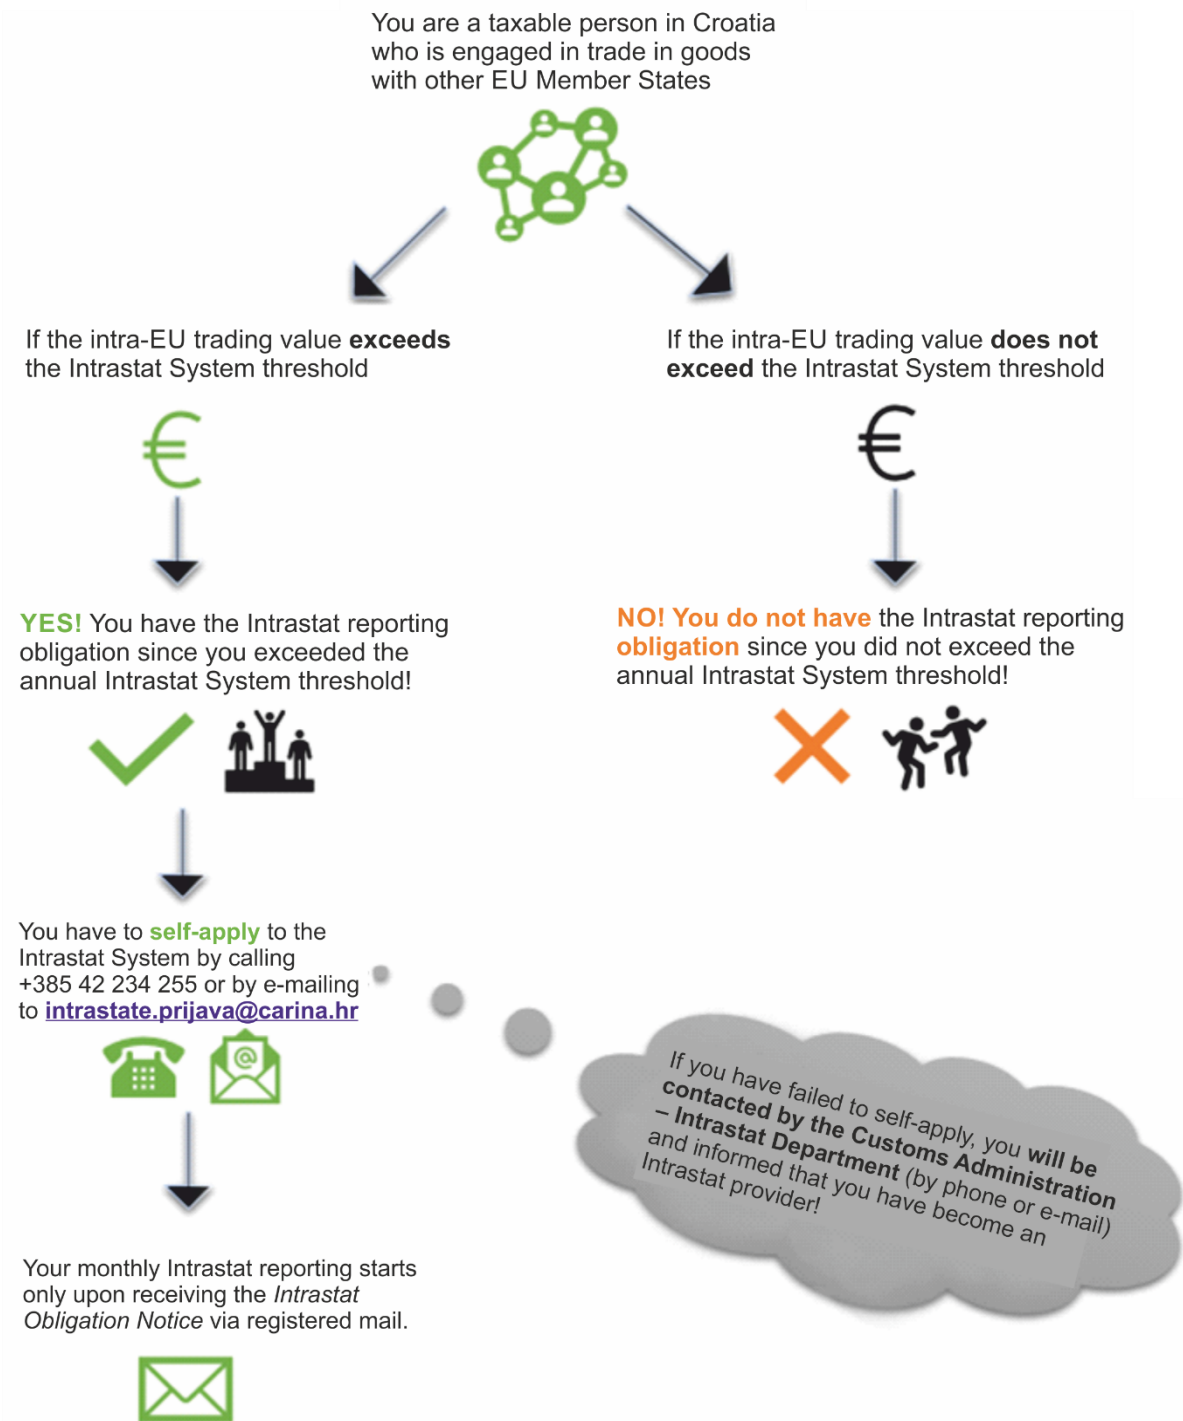 You are a taxable person in Croatia
who is engaged in trade in goods
with other EU Member States
If the intra-EU trading value exceeds
the Intrastat System threshold
If the intra-EU trading value does not
exceed the Intrastat System threshold
€
€
YES! You have the Intrastat reporting
obligation since you exceeded the
annual Intrastat System threshold!
NO! You do not have the Intrastat reporting
obligation since you did not exceed the
annual Intrastat System threshold!
You have to self-apply to the
Intrastat System by calling
+385 42 234 255 or by e-mailing
to intrastate.prijava@carina.hr
@
If you have failed to self-apply, you will be
contacted by the Customs Administration
– Intrastat Department (by phone or e-mail)
and informed that you have become an
Intrastat provider!
Your monthly Intrastat reporting starts
only upon receiving the Intrastat
Obligation Notice via registered mail.